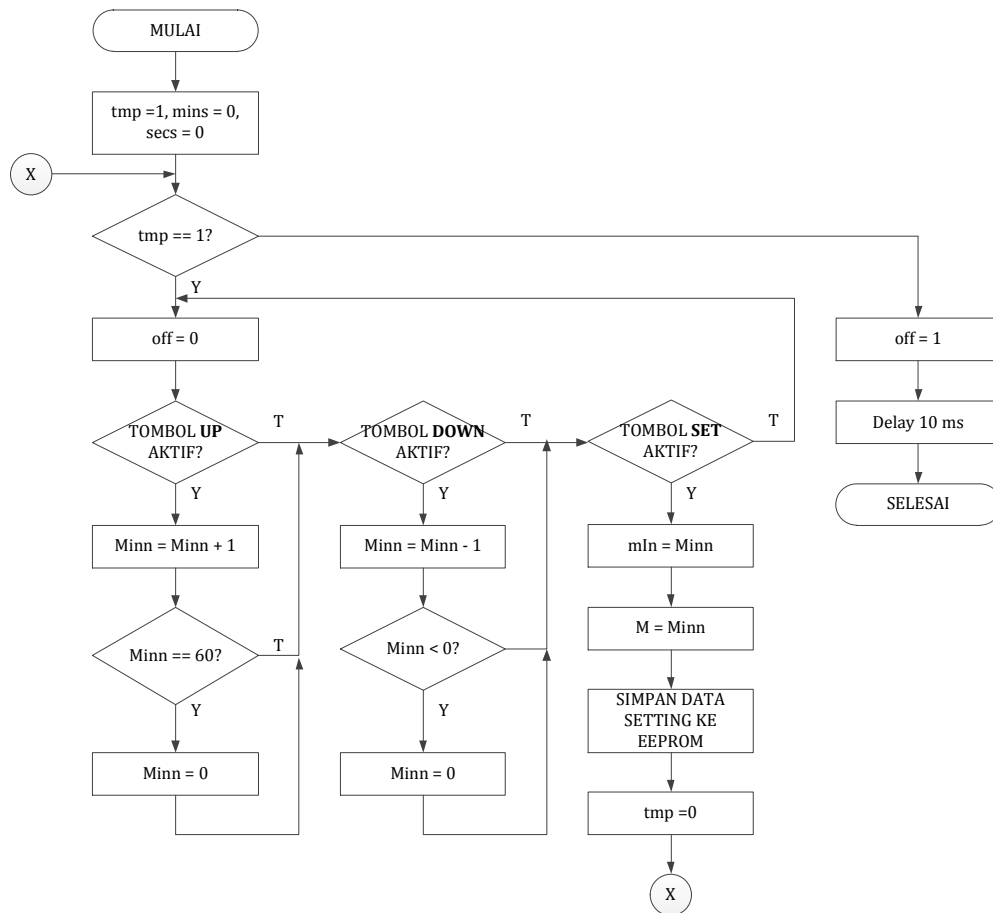 MULAI
tmp =1, mins = 0,
secs = 0
X
tmp == 1?
Y
off = 0
off = 1
TOMBOL UP
AKTIF?
T
TOMBOL DOWN
AKTIF?
T
TOMBOL SET
AKTIF?
T
Delay 10 ms
Y
Y
Y
SELESAI
Minn = Minn + 1
Minn = Minn - 1
mIn = Minn
Minn == 60?
T
Minn < 0?
M = Minn
Y
Y
SIMPAN DATA
SETTING KE
EEPROM
Minn = 0
Minn = 0
tmp =0
X